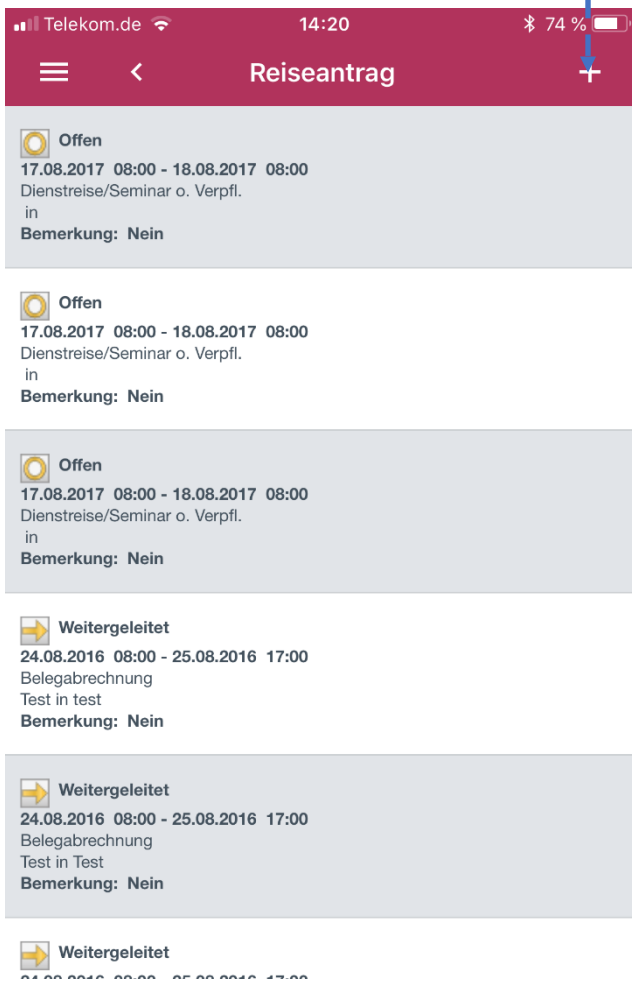 Telekom.de 14:20 74 %
Reiseantrag
Offen
17.08.2017 08:00 - 18.08.2017 08:00
Dienstreise/Seminar o. Verpfl.
in
Bemerkung: Nein
Offen
17.08.2017 08:00 - 18.08.2017 08:00
Dienstreise/Seminar o. Verpfl.
in
Bemerkung: Nein
Offen
17.08.2017 08:00 - 18.08.2017 08:00
Dienstreise/Seminar o. Verpfl.
in
Bemerkung: Nein
Weitergeleitet
24.08.2016 08:00 - 25.08.2016 17:00
Belegabrechnung
Test in test
Bemerkung: Nein
Weitergeleitet
24.08.2016 08:00 - 25.08.2016 17:00
Belegabrechnung
Test in Test
Bemerkung: Nein
Weitergeleitet